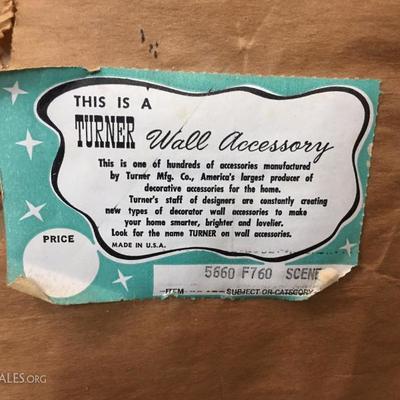 THIS IS A
TURNER Wall Accessory
This is one of hundreds of accessories manufactured
by Turner Mfg. Co., America's largest producer of
decorative accessories for the home.
Turner's staff of designers are constantly creating
new types of decorator wall accessories to make
your home smarter, brighter and lovelier.
Look for the name TURNER on wall accessories.
MADE IN U.S.A.
PRICE
5660 F760 SCENE
ITEM SUBJECT OR CATEGORY
ALES.ORG